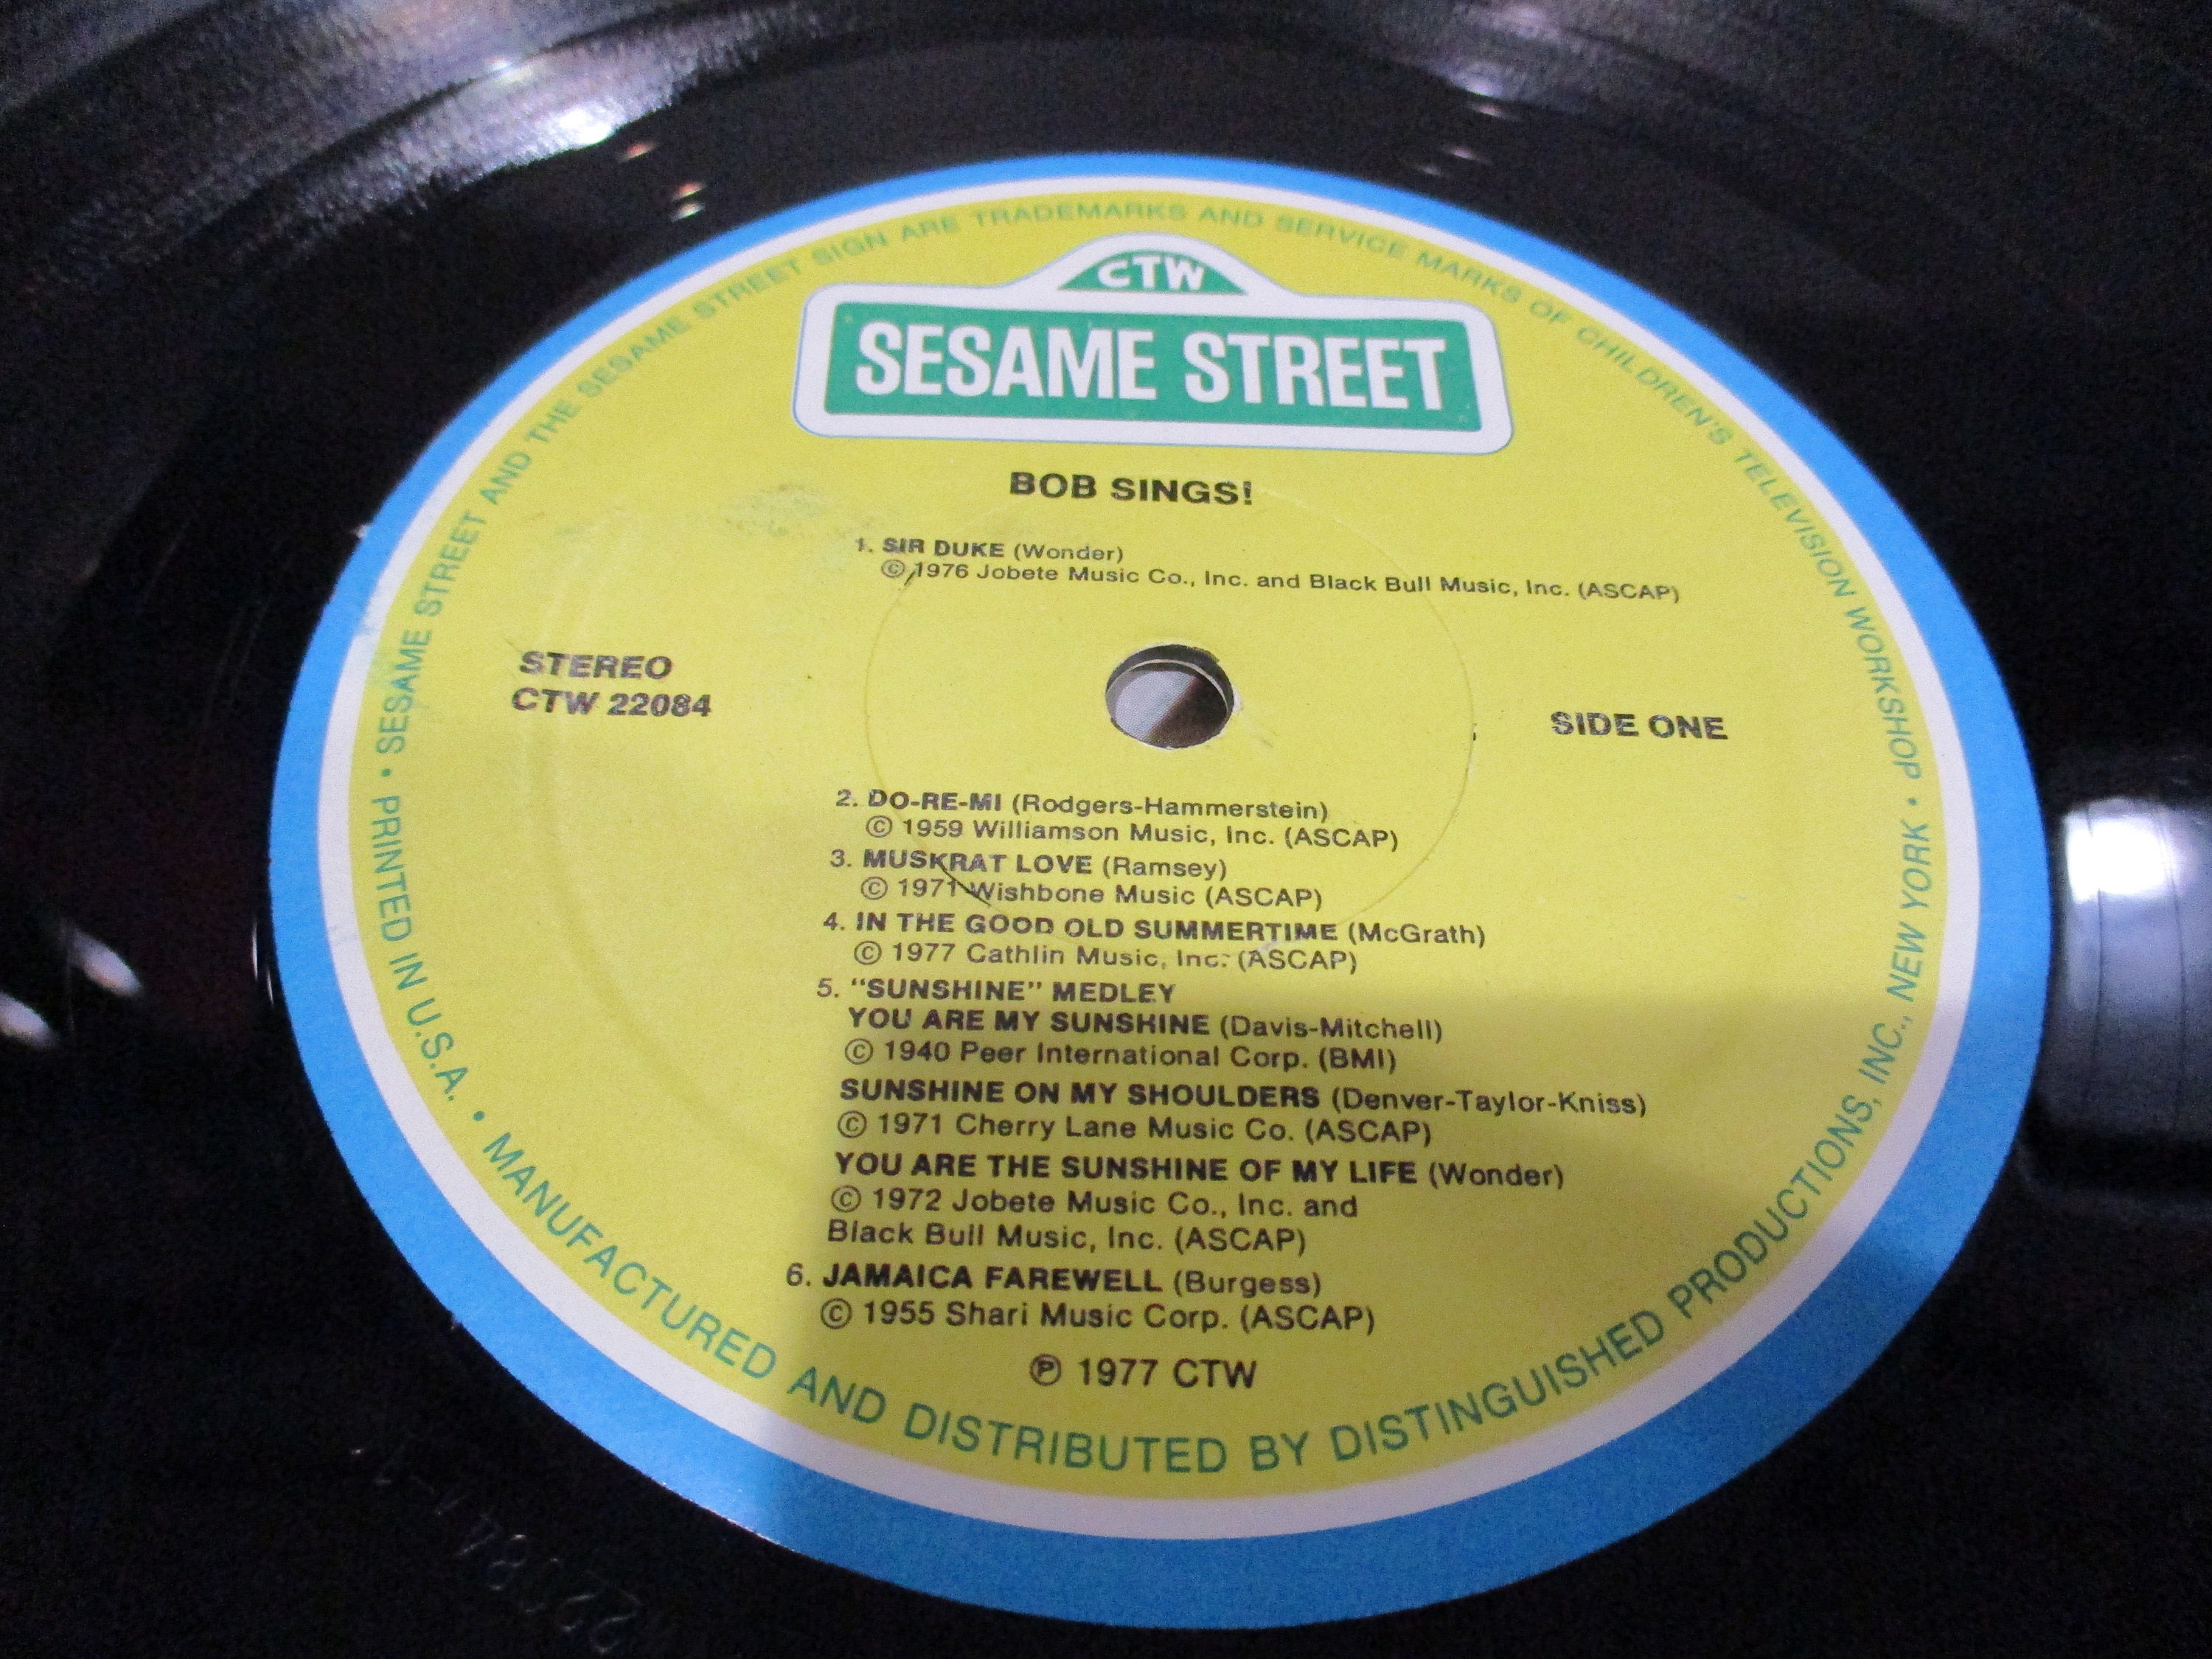 CTW
SESAME STREET
BOB SINGS!
1. SIR DUKE (Wonder)
© 1976 Jobete Music Co., Inc. and Black Bull Music, Inc. (ASCAP)
STEREO
CTW 22084
SIDE ONE
2. DO-RE-MI (Rodgers-Hammerstein)
© 1959 Williamson Music, Inc. (ASCAP)
3. MUSKRAT LOVE (Ramsey)
© 1971 Wishbone Music (ASCAP)
4. IN THE GOOD OLD SUMMERTIME (McGrath)
© 1977 Cathlin Music, Inc. (ASCAP)
5. "SUNSHINE" MEDLEY
YOU ARE MY SUNSHINE (Davis-Mitchell)
© 1940 Peer International Corp. (BMI)
SUNSHINE ON MY SHOULDERS (Denver-Taylor-Kniss)
© 1971 Cherry Lane Music Co. (ASCAP)
YOU ARE THE SUNSHINE OF MY LIFE (Wonder)
© 1972 Jobete Music Co., Inc. and
Black Bull Music, Inc. (ASCAP)
6. JAMAICA FAREWELL (Burgess)
© 1955 Shari Music Corp. (ASCAP)
℗ 1977 CTW
• SESAME STREET AND THE SESAME STREET SIGN ARE TRADEMARKS AND SERVICE MARKS OF CHILDREN'S TELEVISION WORKSHOP •
PRINTED IN U.S.A. • MANUFACTURED AND DISTRIBUTED BY DISTINGUISHED PRODUCTIONS, INC., NEW YORK